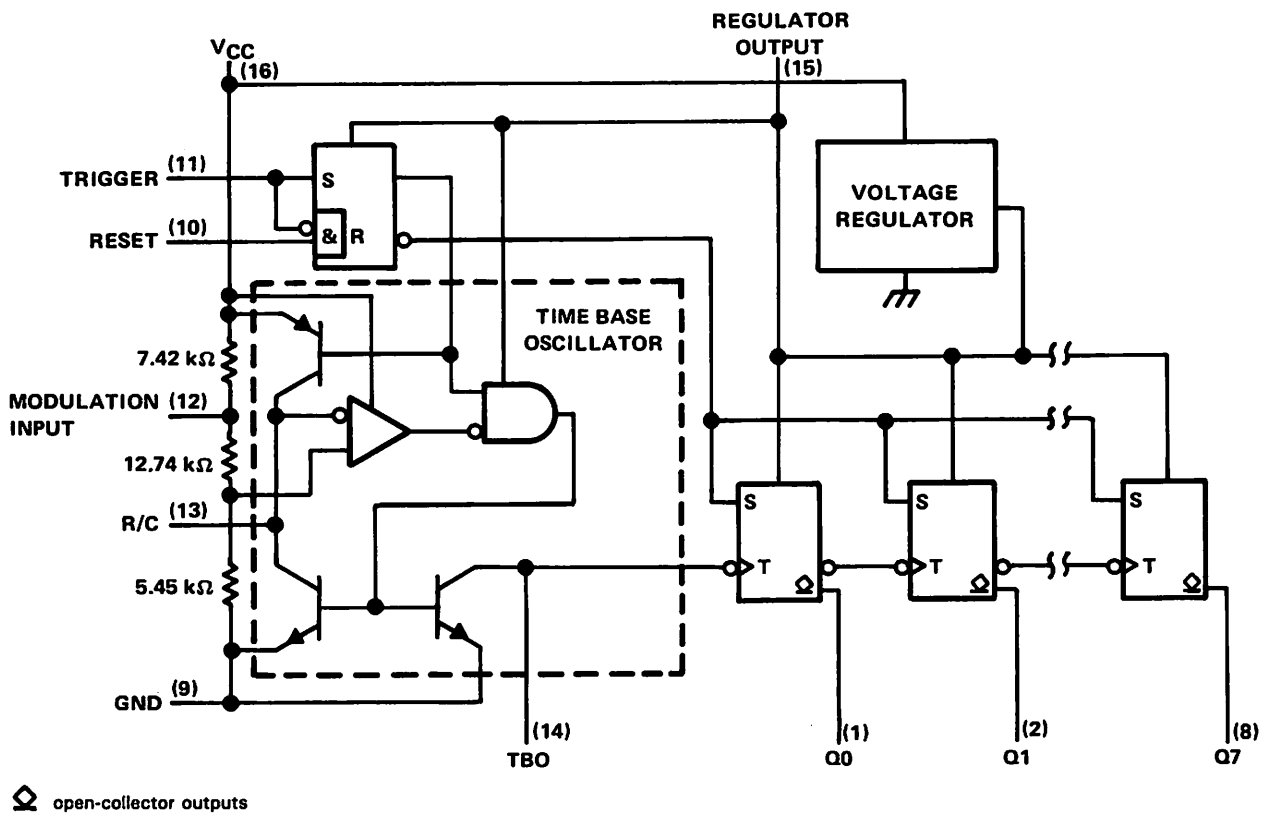 REGULATOR
OUTPUT
VCC
(16)
(15)
TRIGGER (11)
S
VOLTAGE
REGULATOR
RESET (10)
& R
TIME BASE
OSCILLATOR
7.42 kΩ
MODULATION (12)
INPUT
12.74 kΩ
R/C (13)
S
S
S
T
T
T
5.45 kΩ
GND (9)
(14)
TBO
(1)
Q0
(2)
Q1
(8)
Q7
open-collector outputs